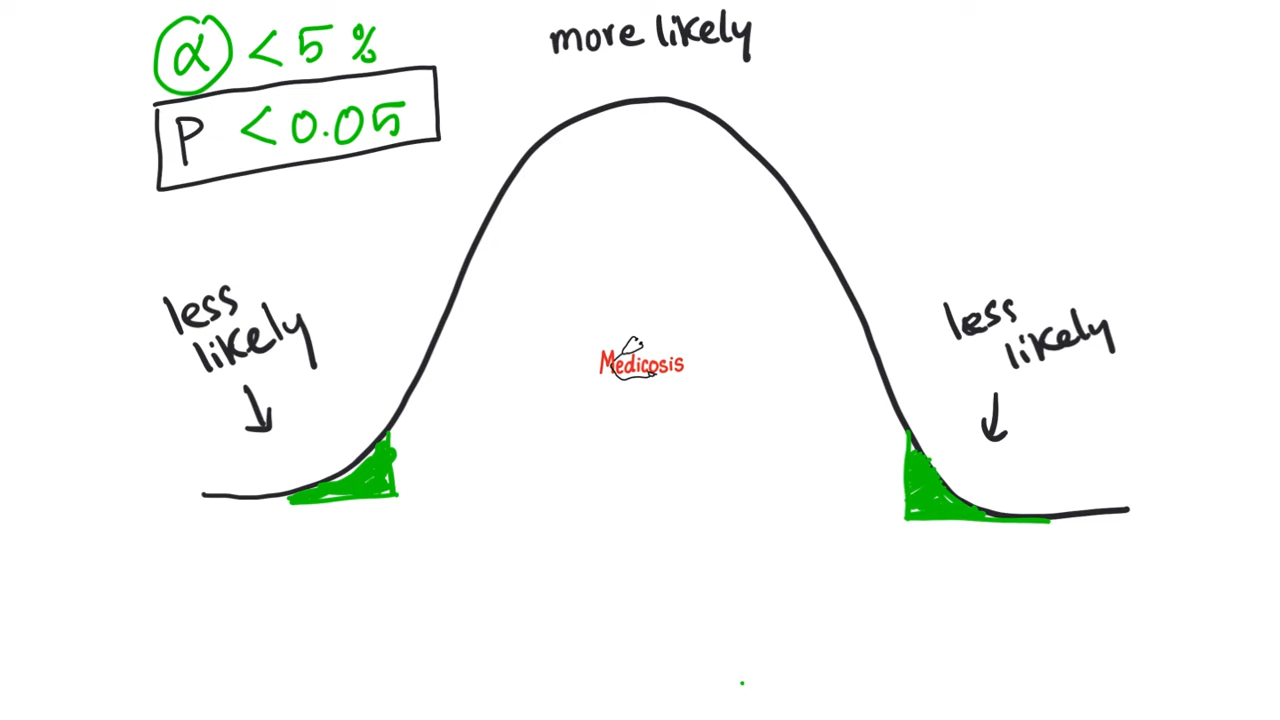 α < 5 %
P < 0.05
more likely
less
likely
less
likely
Medicosis